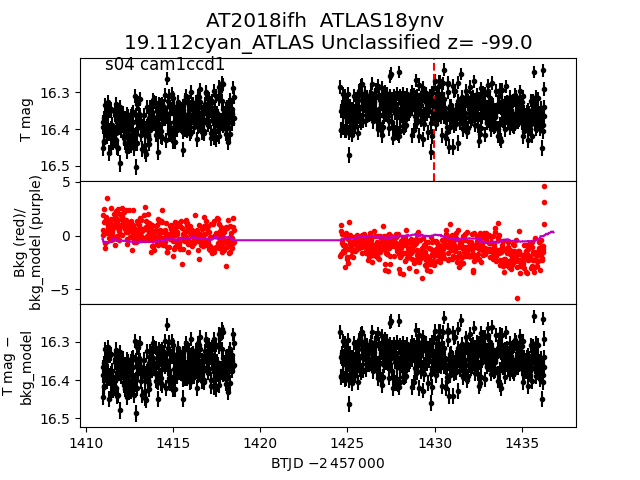 AT2018ifh  ATLAS18ynv
19.112cyan_ATLAS Unclassified z= -99.0
s04 cam1ccd1
T mag
16.3
16.4
16.5
Bkg (red)/
bkg_model (purple)
5
0
−5
T mag −
bkg_model
16.3
16.4
16.5
1410 1415 1420 1425 1430 1435
BTJD −2 457 000